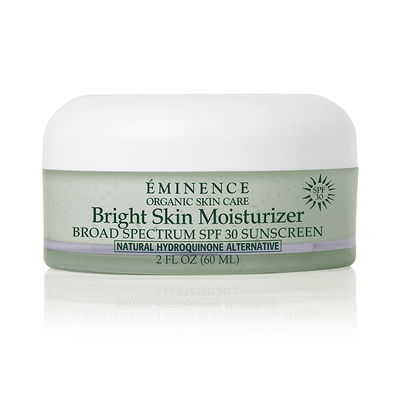 ÉMINENCE
ORGANIC SKIN CARE
Bright Skin Moisturizer
BROAD SPECTRUM SPF 30 SUNSCREEN
NATURAL HYDROQUINONE ALTERNATIVE
2 FL OZ (60 ML)
SPF
30